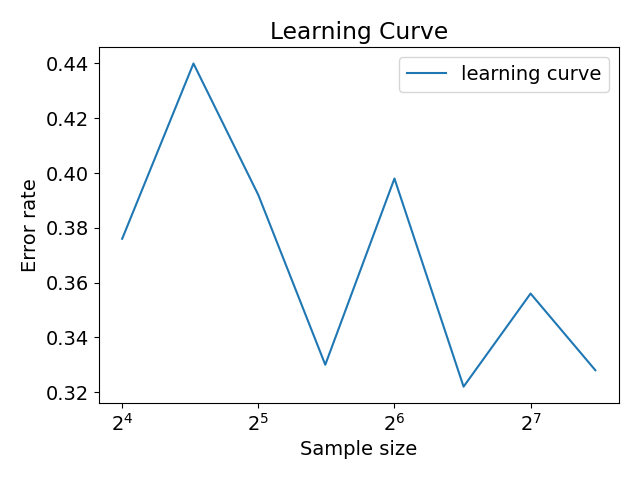 Learning Curve
learning curve
Error rate
0.44
0.42
0.40
0.38
0.36
0.34
0.32
2⁴ 2⁵ 2⁶ 2⁷
Sample size